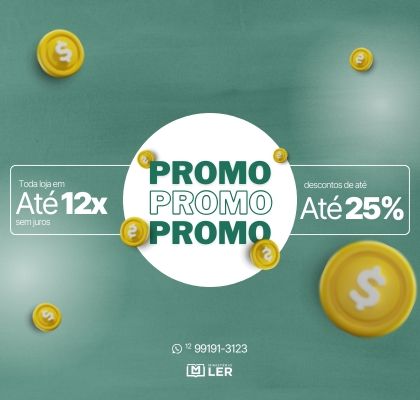 PROMO
PROMO
PROMO
Toda loja em
Até 12x
sem juros
descontos de até
Até 25%
12 99191-3123
MINISTÉRIO
LER